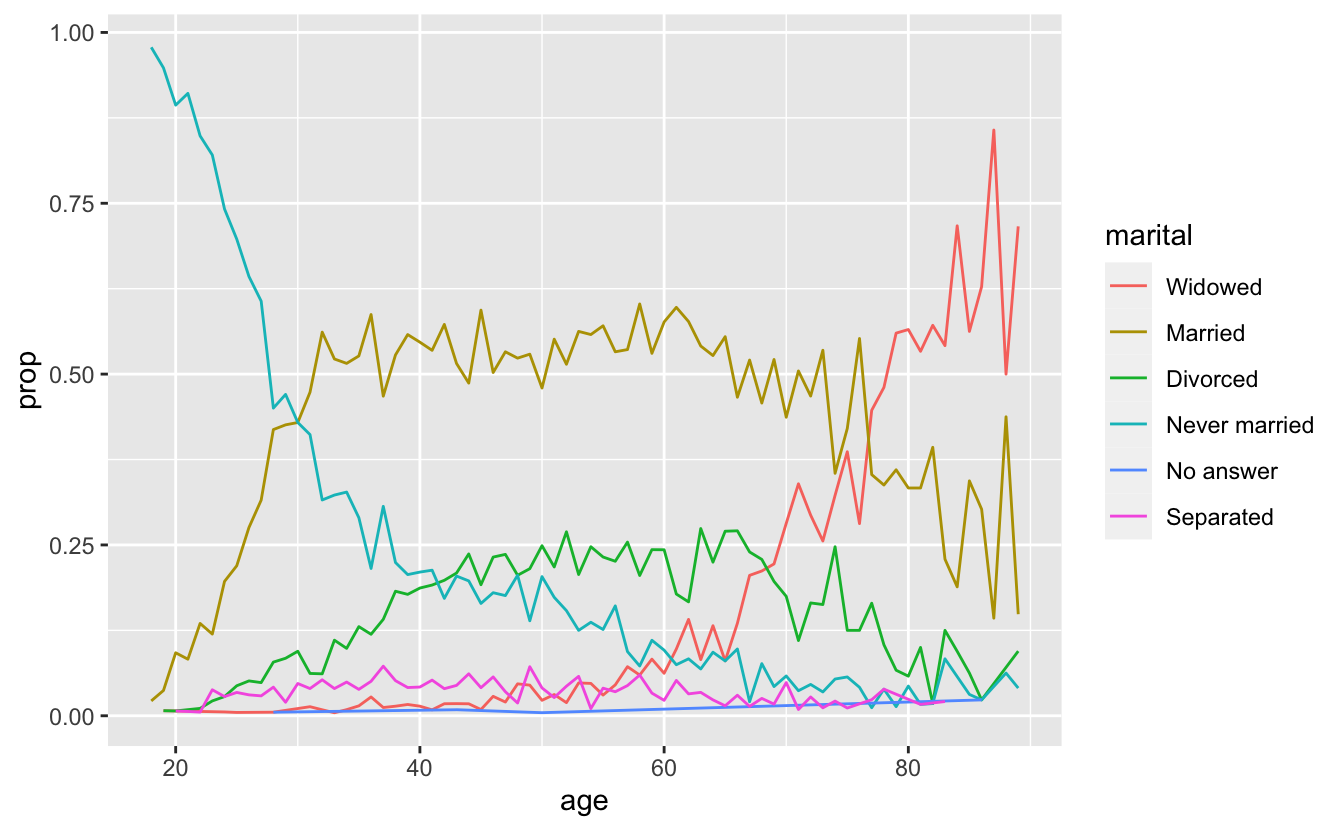 1.00
0.75
0.50
0.25
0.00
prop
20 40 60 80
age
marital
Widowed
Married
Divorced
Never married
No answer
Separated